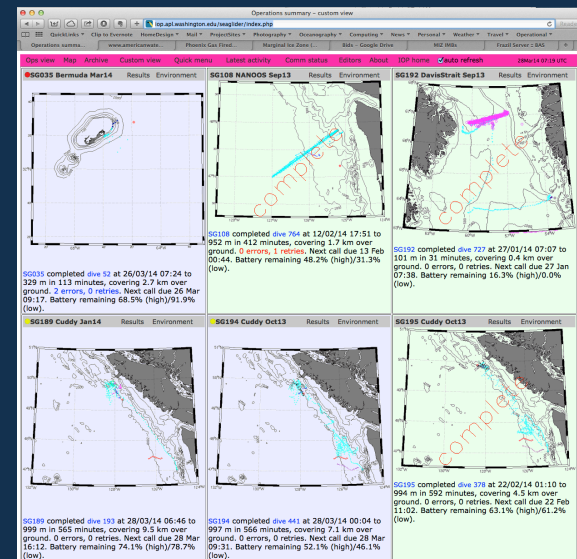 Operations summary – custom view
iop.apl.washington.edu/seaglider/index.php
QuickLinks Clip to Evernote HomeDesign Mail ProjectSites Photography Oceanography Computing News Personal Weather Travel Operational
Operations summa... www.americanwate... Phoenix Gas Fired... Marginal Ice Zone |... Bids – Google Drive MIZ IMBs Frazil Server :: BAS
Ops view Map Archive Custom view Quick menu Latest activity Comm status Editors About IOP home auto refresh 28Mar14 07:19 UTC
SG035 Bermuda Mar14 Results Environment
SG035 completed dive 52 at 26/03/14 07:24 to
329 m in 113 minutes, covering 2.7 km over
ground. 2 errors, 0 retries. Next call due 26 Mar
09:17. Battery remaining 68.5% (high)/91.9%
(low).
SG108 NANOOS Sep13 Results Environment
complete
SG108 completed dive 764 at 12/02/14 17:51 to
952 m in 412 minutes, covering 1.7 km over
ground. 0 errors, 1 retries. Next call due 13 Feb
00:44. Battery remaining 48.2% (high)/31.3%
(low).
SG192 DavisStrait Sep13 Results Environment
complete
SG192 completed dive 727 at 27/01/14 07:07 to
101 m in 31 minutes, covering 0.4 km over
ground. 0 errors, 0 retries. Next call due 27 Jan
07:38. Battery remaining 16.3% (high)/0.0%
(low).
SG189 Cuddy Jan14 Results Environment
SG189 completed dive 193 at 28/03/14 06:46 to
999 m in 565 minutes, covering 9.5 km over
ground. 0 errors, 0 retries. Next call due 28 Mar
16:12. Battery remaining 74.1% (high)/78.7%
(low).
SG194 Cuddy Oct13 Results Environment
SG194 completed dive 441 at 28/03/14 00:04 to
997 m in 566 minutes, covering 7.1 km over
ground. 0 errors, 0 retries. Next call due 28 Mar
09:31. Battery remaining 52.1% (high)/46.1%
(low).
SG195 Cuddy Oct13 Results Environment
complete
SG195 completed dive 378 at 22/02/14 01:10 to
994 m in 592 minutes, covering 4.5 km over
ground. 0 errors, 0 retries. Next call due 22 Feb
11:02. Battery remaining 63.1% (high)/61.2%
(low).